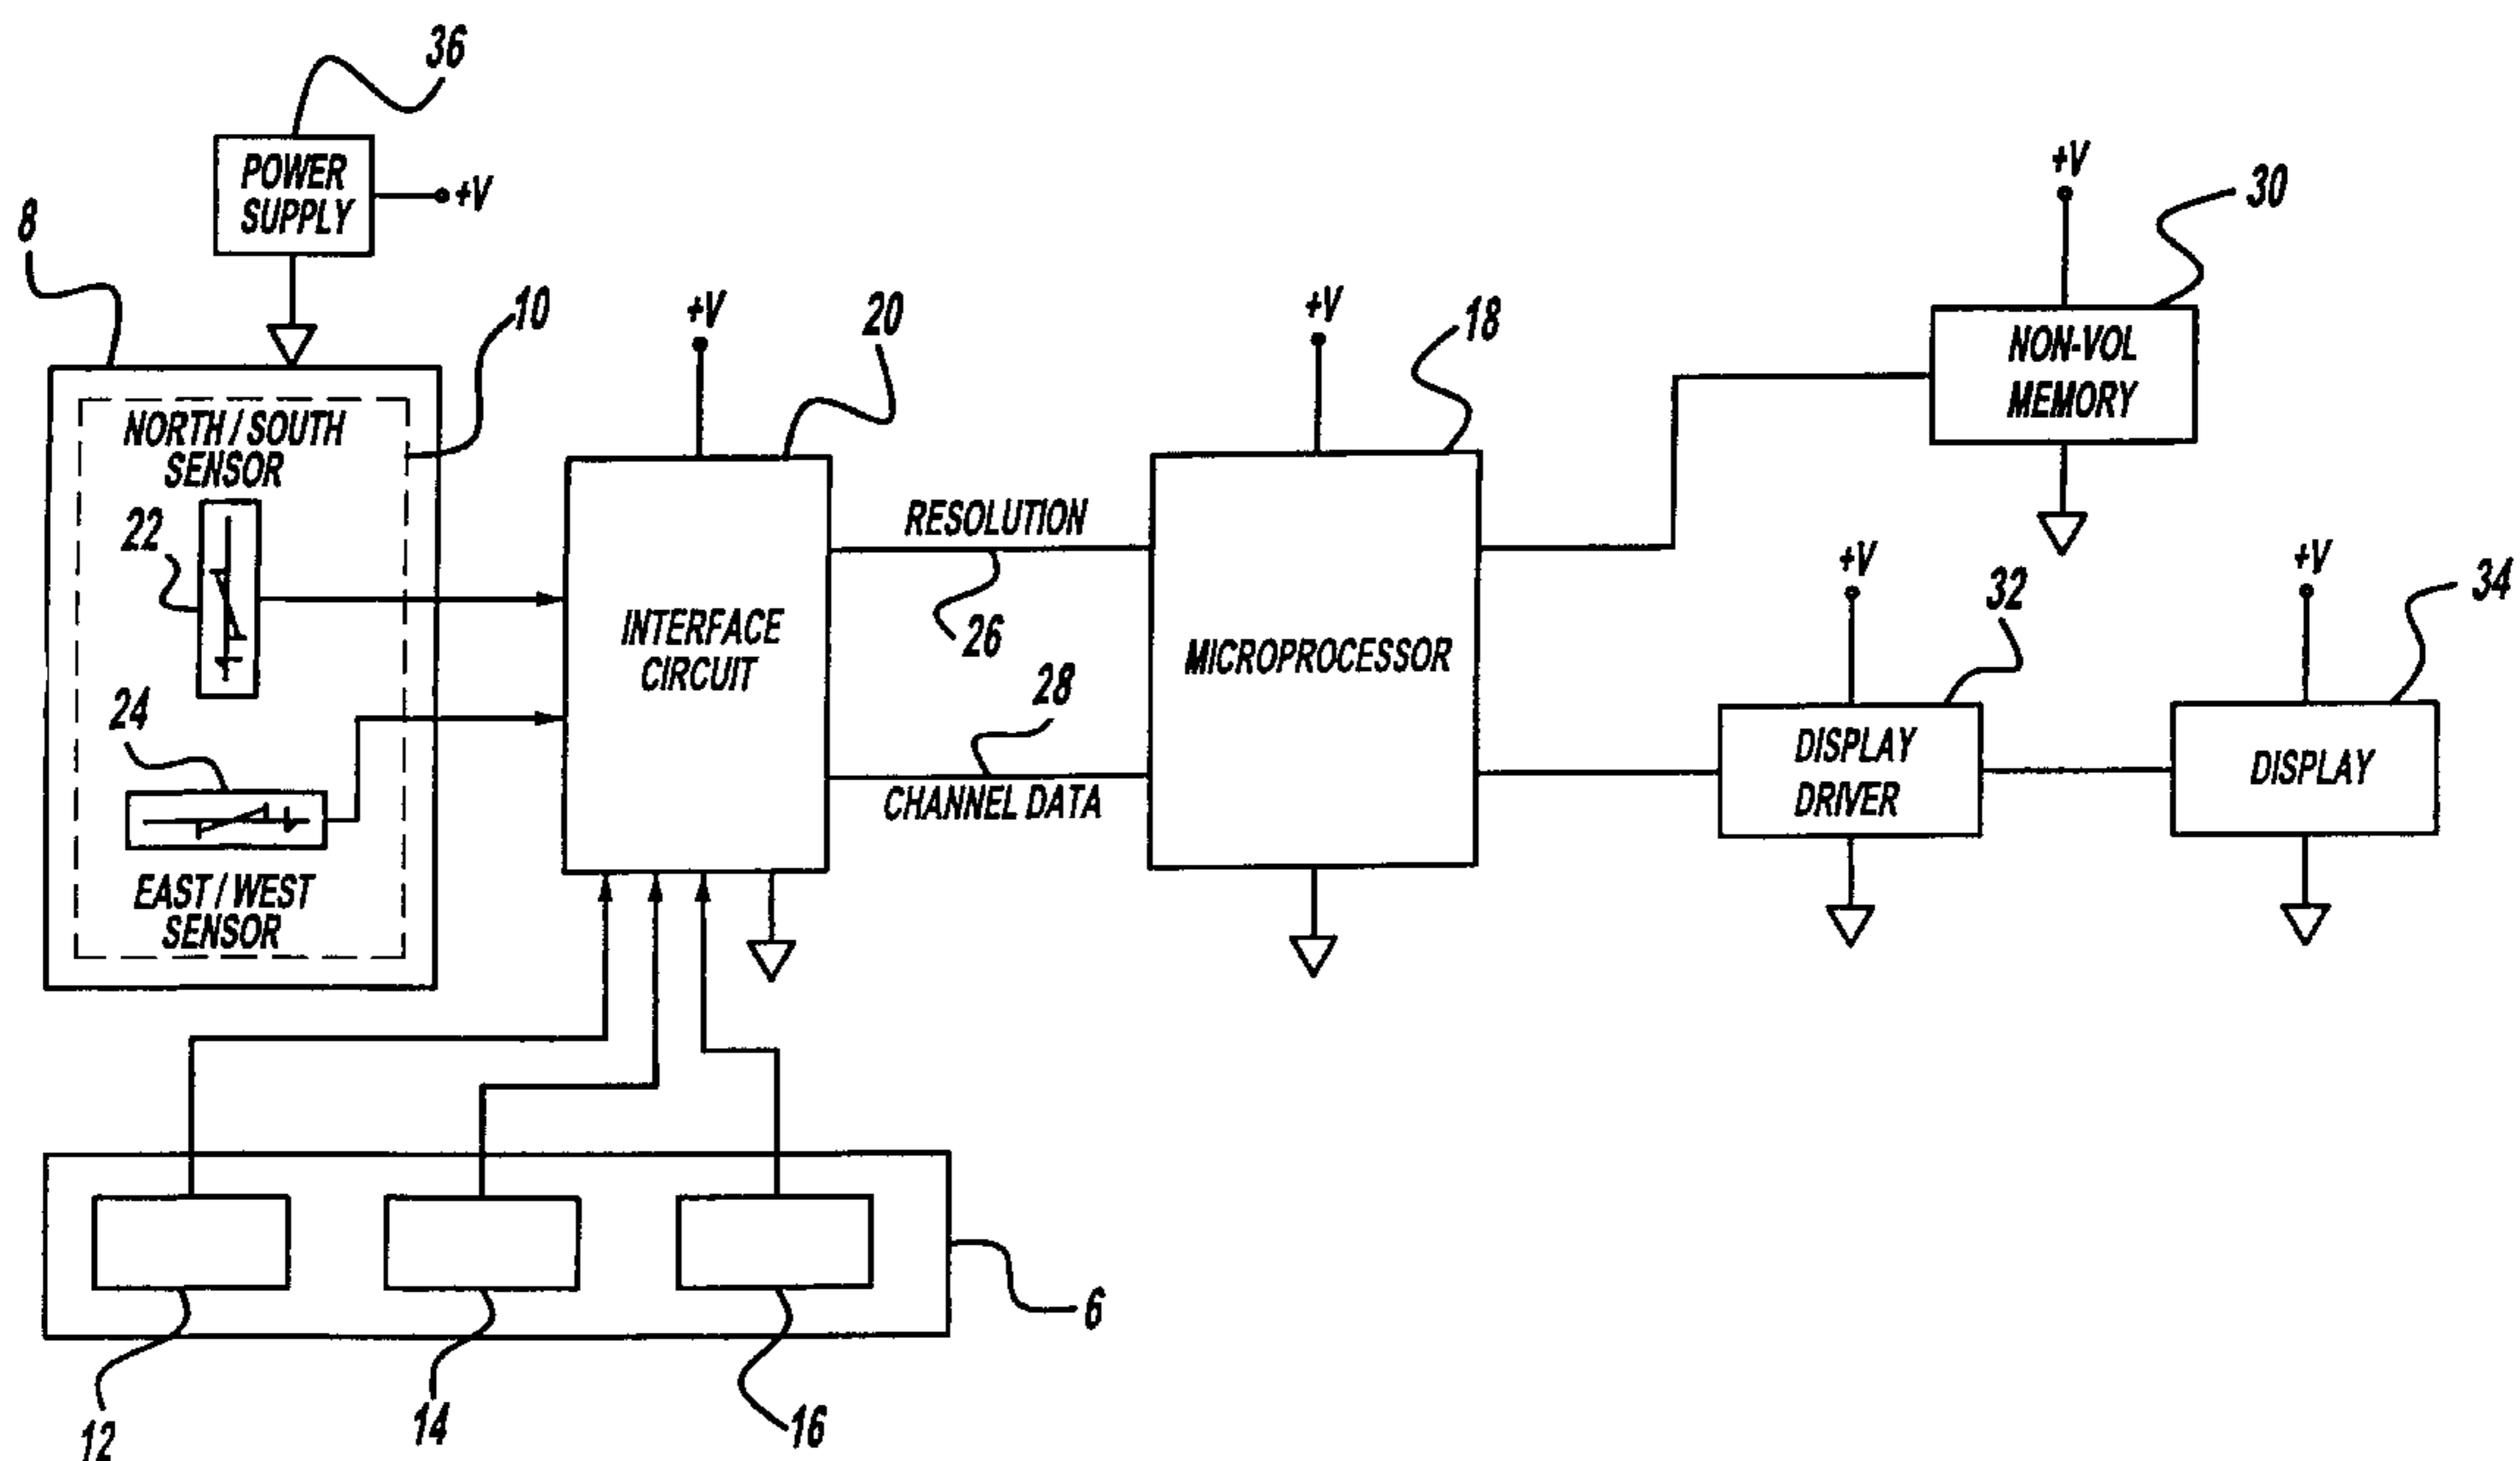 36
POWER
SUPPLY
+V
8
10
NORTH / SOUTH
SENSOR
22
24
EAST / WEST
SENSOR
+V
20
INTERFACE
CIRCUIT
RESOLUTION
26
28
CHANNEL DATA
+V
18
MICROPROCESSOR
+V
30
NON-VOL
MEMORY
+V
32
DISPLAY
DRIVER
+V
34
DISPLAY
6
12
14
16